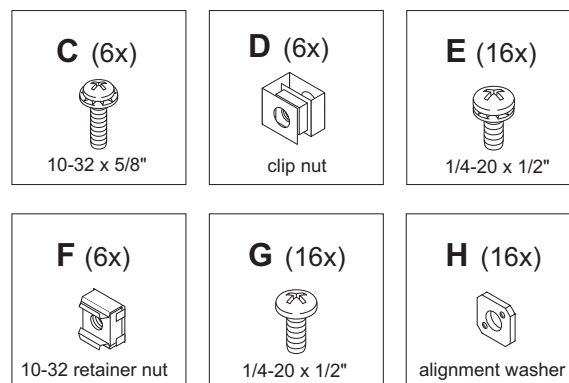 C (6x)
10-32 x 5/8"
D (6x)
clip nut
E (16x)
1/4-20 x 1/2"
F (6x)
10-32 retainer nut
G (16x)
1/4-20 x 1/2"
H (16x)
alignment washer